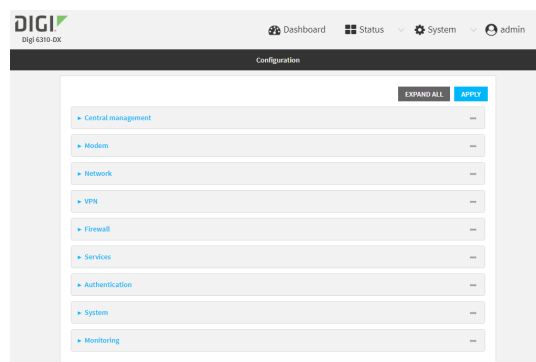 DIGI
Digi 6310-DX
Dashboard Status System admin
Configuration
EXPAND ALL APPLY
Central management
Modem
Network
VPN
Firewall
Services
Authentication
System
Monitoring